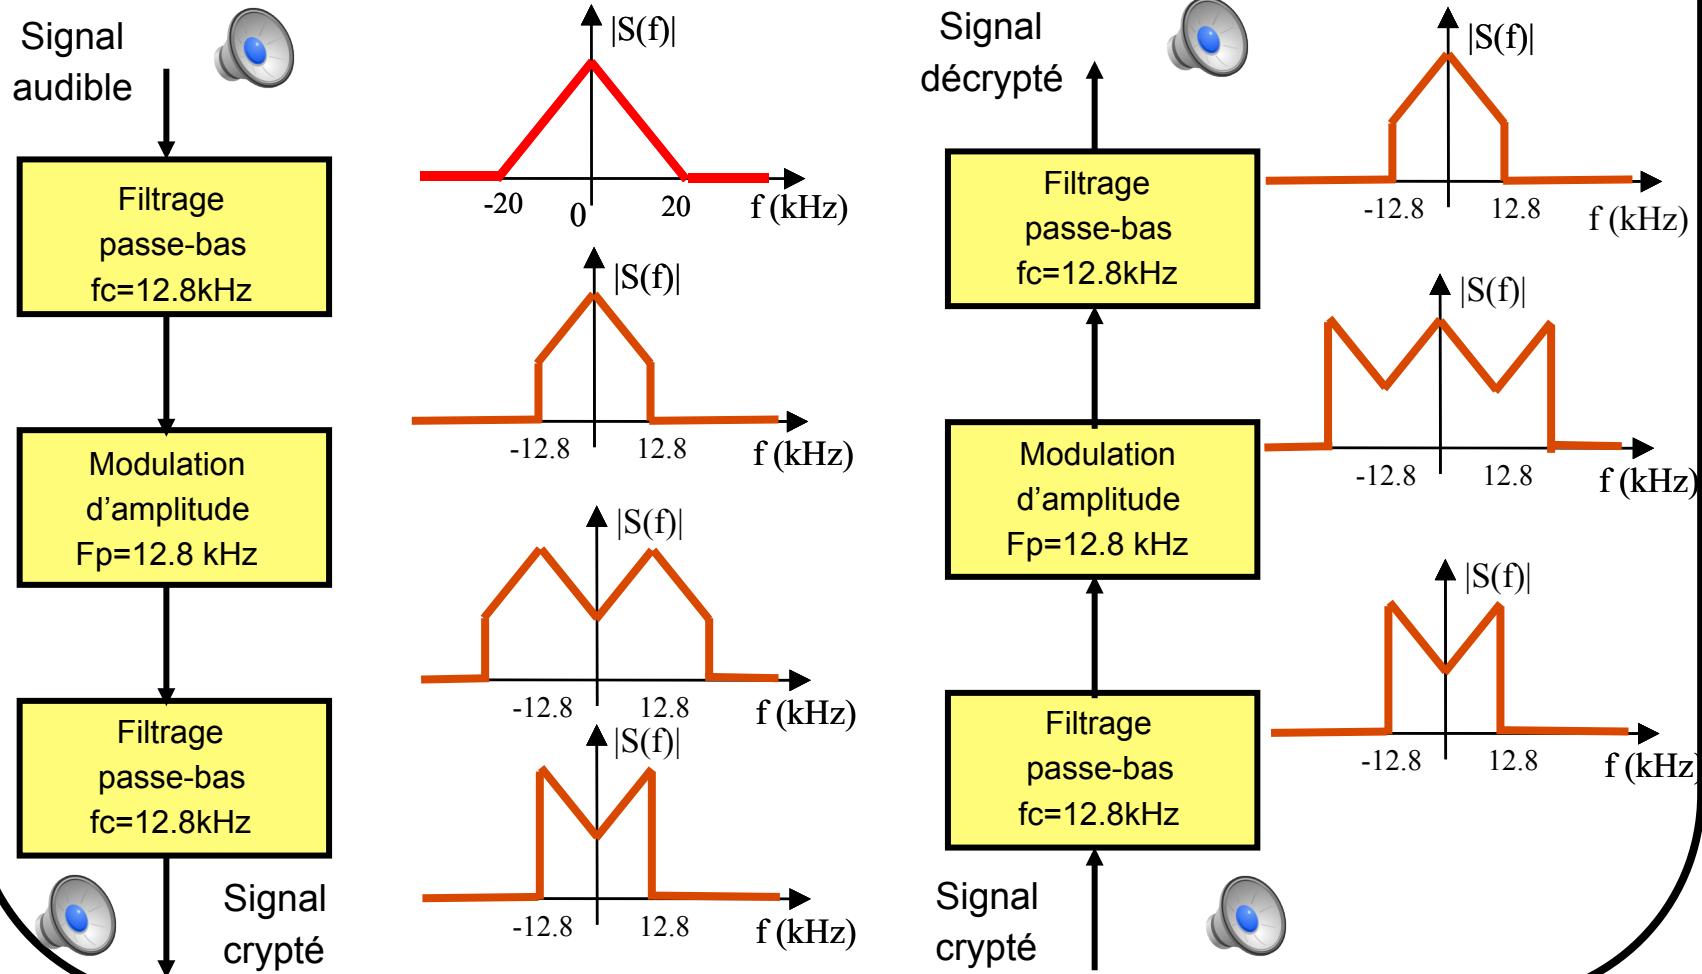 Signal
audible
Filtrage
passe-bas
fc=12.8kHz
Modulation
d’amplitude
Fp=12.8 kHz
Filtrage
passe-bas
fc=12.8kHz
Signal
crypté
|S(f)|
-20
0
20
f (kHz)
|S(f)|
-12.8
12.8
f (kHz)
|S(f)|
-12.8
12.8
f (kHz)
|S(f)|
-12.8
12.8
f (kHz)
Signal
décrypté
Filtrage
passe-bas
fc=12.8kHz
Modulation
d’amplitude
Fp=12.8 kHz
Filtrage
passe-bas
fc=12.8kHz
Signal
crypté
|S(f)|
-12.8
12.8
f (kHz)
|S(f)|
-12.8
12.8
f (kHz)
|S(f)|
-12.8
12.8
f (kHz)